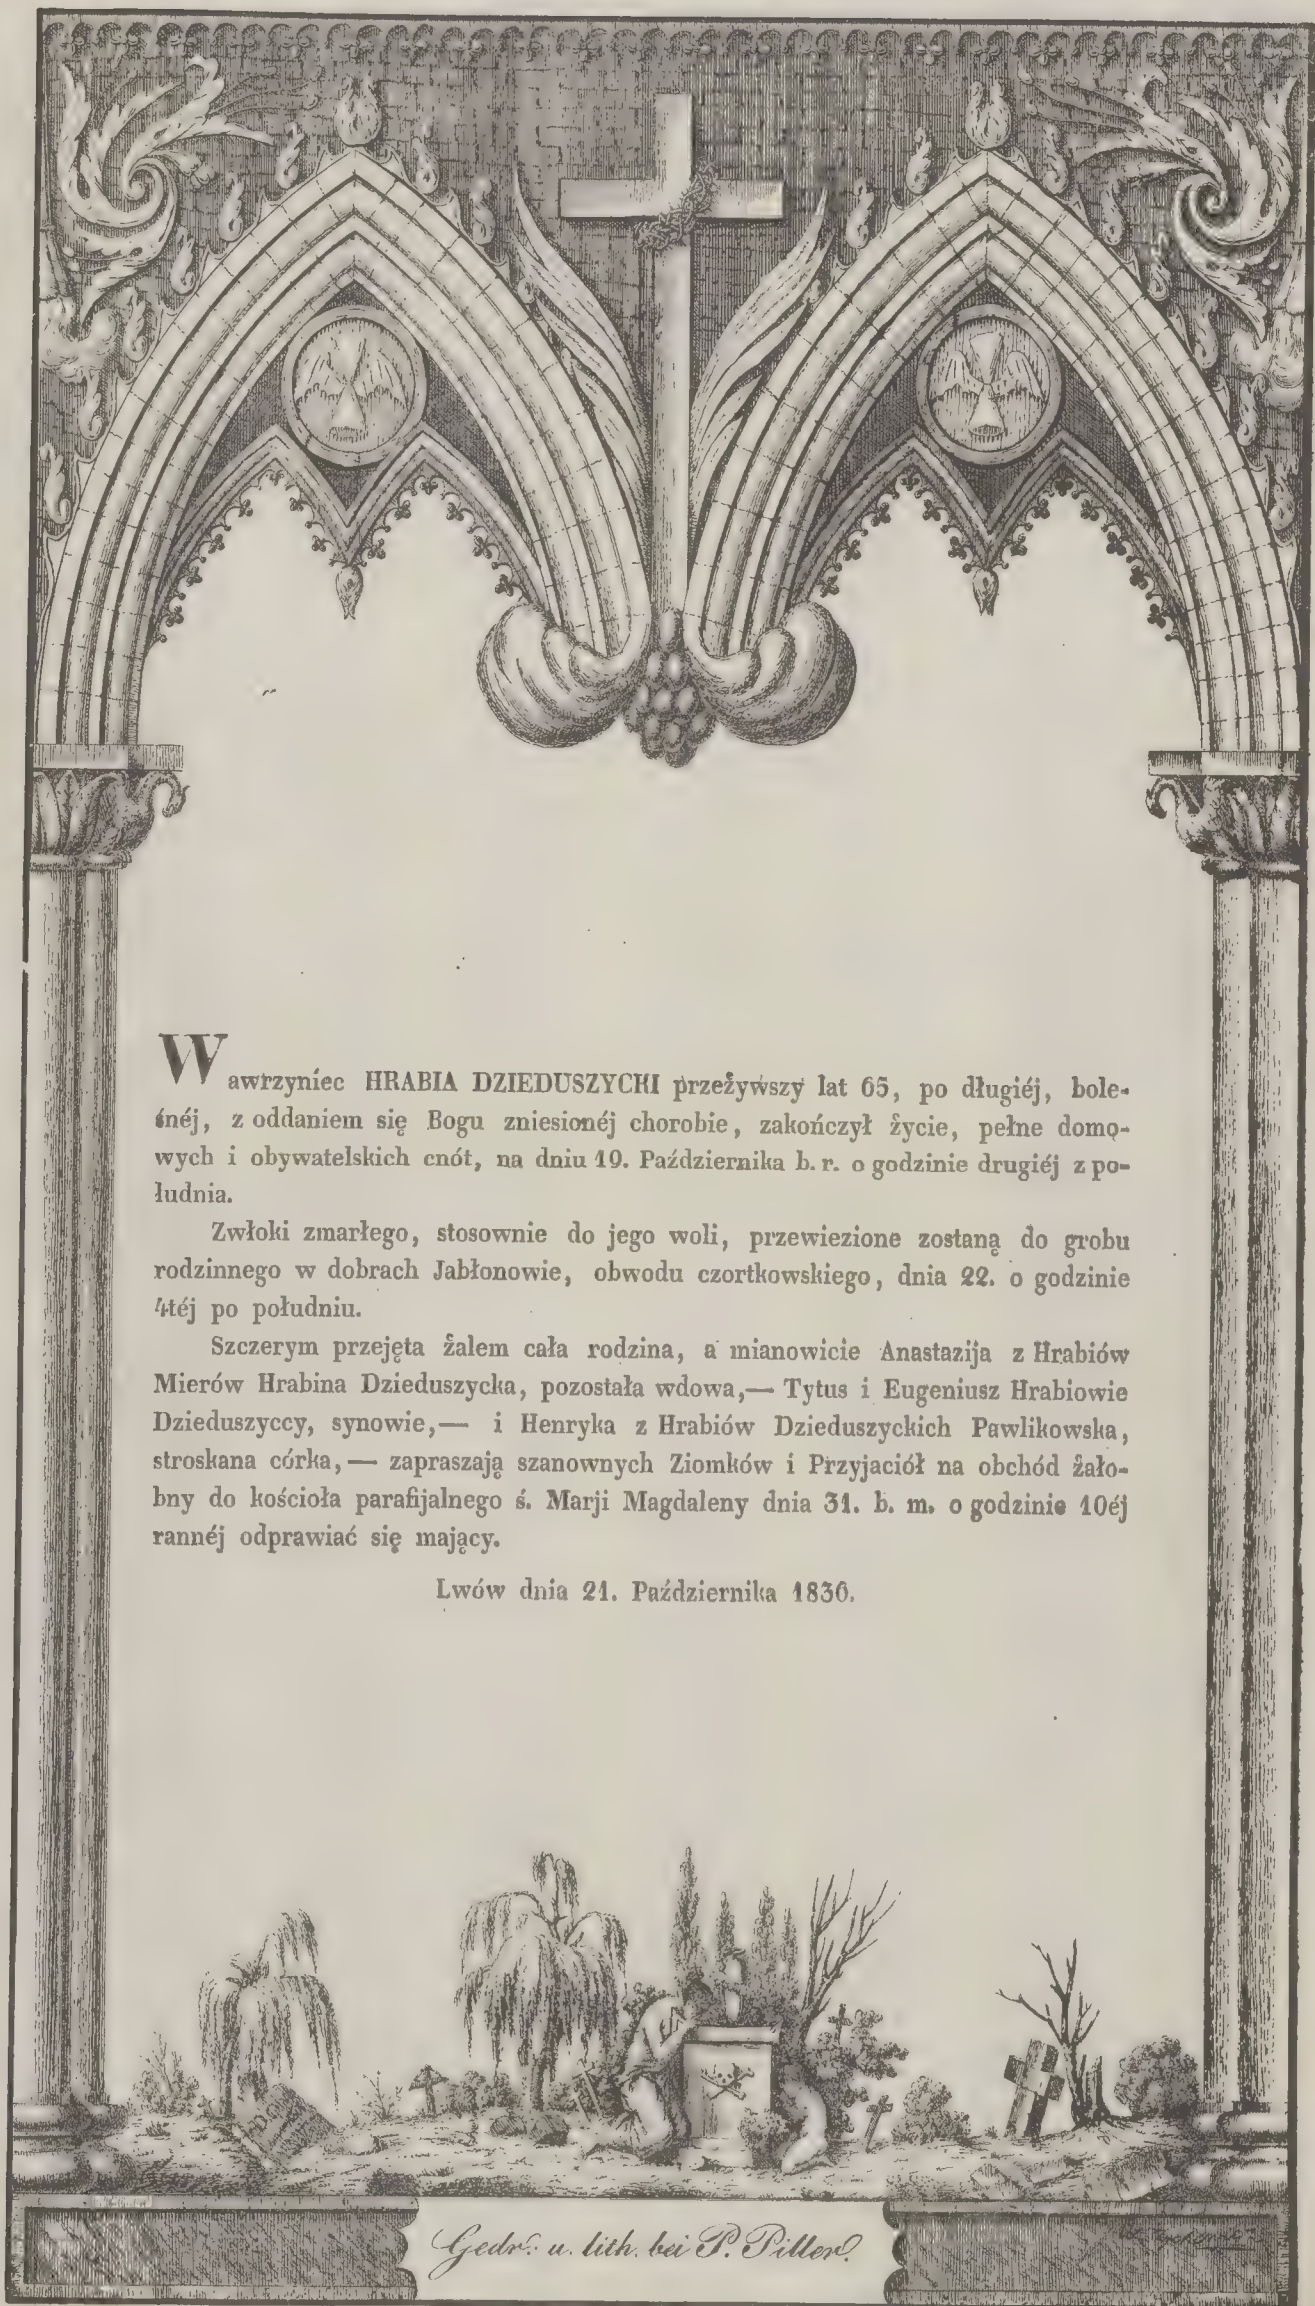 Wawrzyniec HRABIA DZIEDUSZYCKI przeżywszy lat 65, po długiéj, bole-
śnéj, z oddaniem się Bogu zniesionéj chorobie, zakończył życie, pełne domo-
wych i obywatelskich cnót, na dniu 19. Października b. r. o godzinie drugiéj z po-
łudnia.
Zwłoki zmarłego, stosownie do jego woli, przewiezione zostaną do grobu
rodzinnego w dobrach Jabłonowie, obwodu czortkowskiego, dnia 22. o godzinie
4téj po południu.
Szczerym przejęta żalem cała rodzina, a mianowicie Anastazija z Hrabiów
Mierów Hrabina Dzieduszycka, pozostała wdowa,— Tytus i Eugeniusz Hrabiowie
Dzieduszyccy, synowie,— i Henryka z Hrabiów Dzieduszyckich Pawlikowska,
stroskana córka,— zapraszają szanownych Ziomków i Przyjaciół na obchód żało-
bny do kościoła parafijalnego ś. Marji Magdaleny dnia 31. b. m. o godzinie 10éj
rannéj odprawiać się mający.
Lwów dnia 21. Października 1836.
Gedr: u. lith. bei P. Piller.